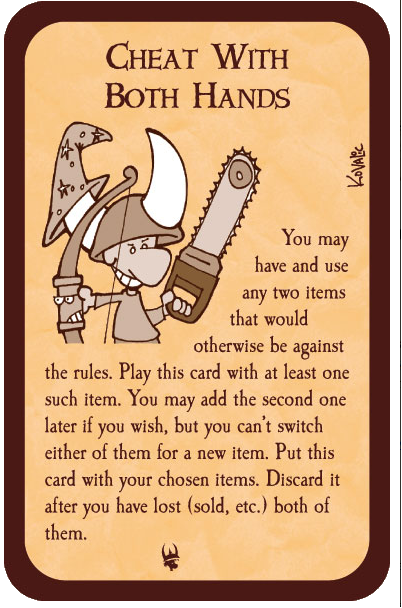 CHEAT WITH
BOTH HANDS
KOVALIC
You may
have and use
any two items
that would
otherwise be against
the rules. Play this card with at least one
such item. You may add the second one
later if you wish, but you can't switch
either of them for a new item. Put this
card with your chosen items. Discard it
after you have lost (sold, etc.) both of
them.